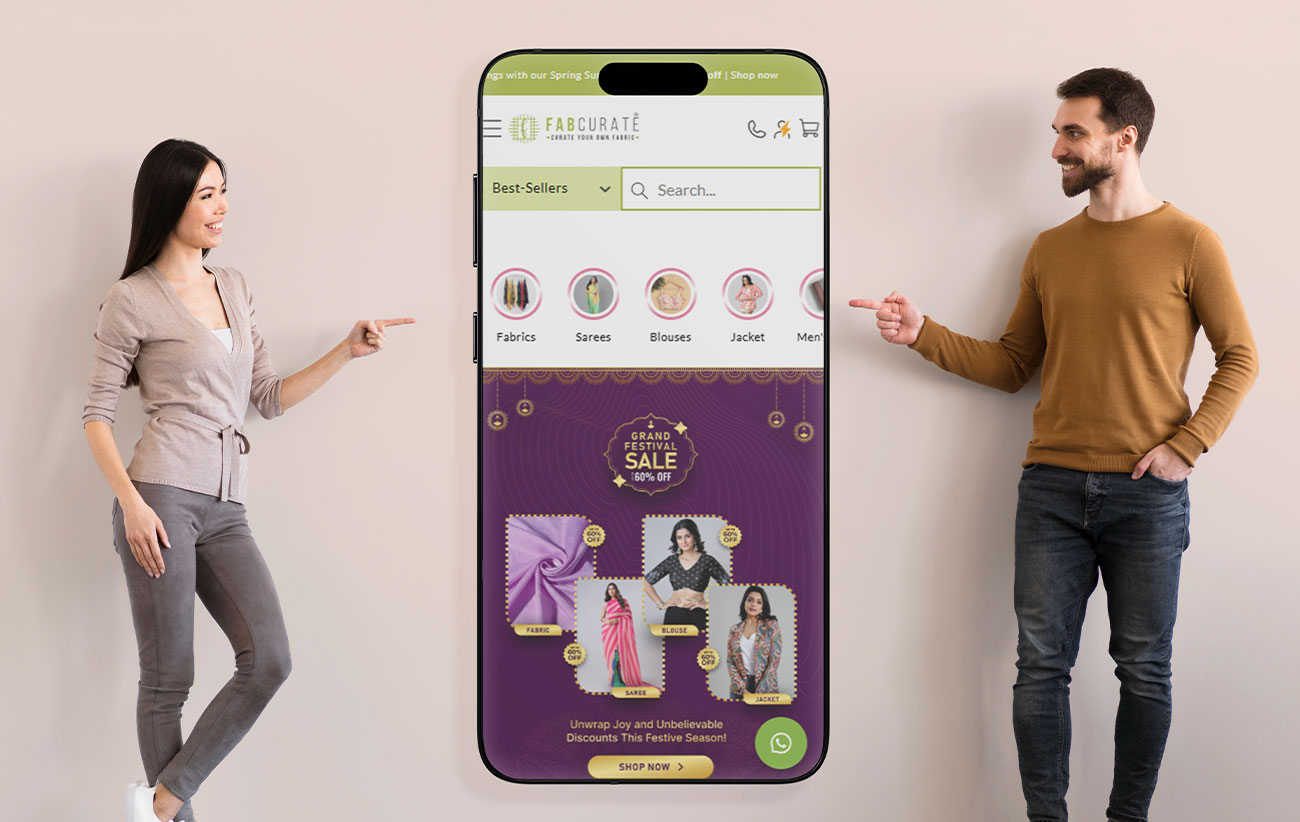 ngs with our Spring Su
off | Shop now
FABCURATÉ
CURATE YOUR OWN FABRIC
Best-Sellers
Search...
Fabrics
Sarees
Blouses
Jacket
Men'
GRAND
FESTIVAL
SALE
60% OFF
60%
OFF
60%
OFF
FABRIC
BLOUSE
60%
OFF
60%
OFF
SAREE
JACKET
Unwrap Joy and Unbelievable
Discounts This Festive Season!
SHOP NOW